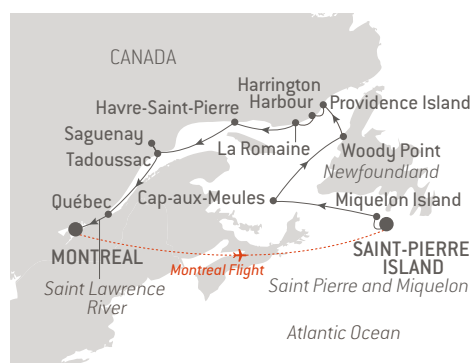 CANADA
Harrington
Harbour
Havre-Saint-Pierre
Providence Island
Saguenay
Tadoussac
La Romaine
Woody Point
Newfoundland
Québec
Cap-aux-Meules
Miquelon Island
MONTREAL
SAINT-PIERRE
ISLAND
Montreal Flight
Saint Lawrence
River
Saint Pierre and Miquelon
Atlantic Ocean